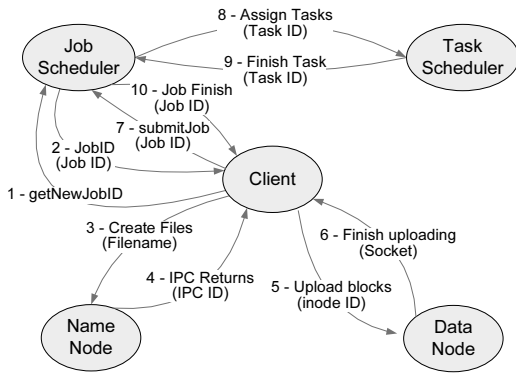 8 - Assign Tasks
(Task ID)
Job
Scheduler
Task
Scheduler
9 - Finish Task
(Task ID)
10 - Job Finish
(Job ID)
7 - submitJob
(Job ID)
2 - JobID
(Job ID)
1 - getNewJobID
Client
3 - Create Files
(Filename)
6 - Finish uploading
(Socket)
4 - IPC Returns
(IPC ID)
5 - Upload blocks
(inode ID)
Name
Node
Data
Node